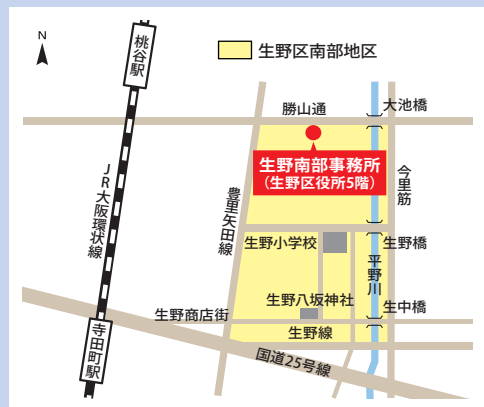 N
桃谷駅
生野区南部地区
勝山通
大池橋
生野南部事務所
（生野区役所5階）
今里筋
豊里矢田線
JR大阪環状線
生野小学校
生野橋
平野川
生野八坂神社
生中橋
生野商店街
生野線
寺田町駅
国道25号線